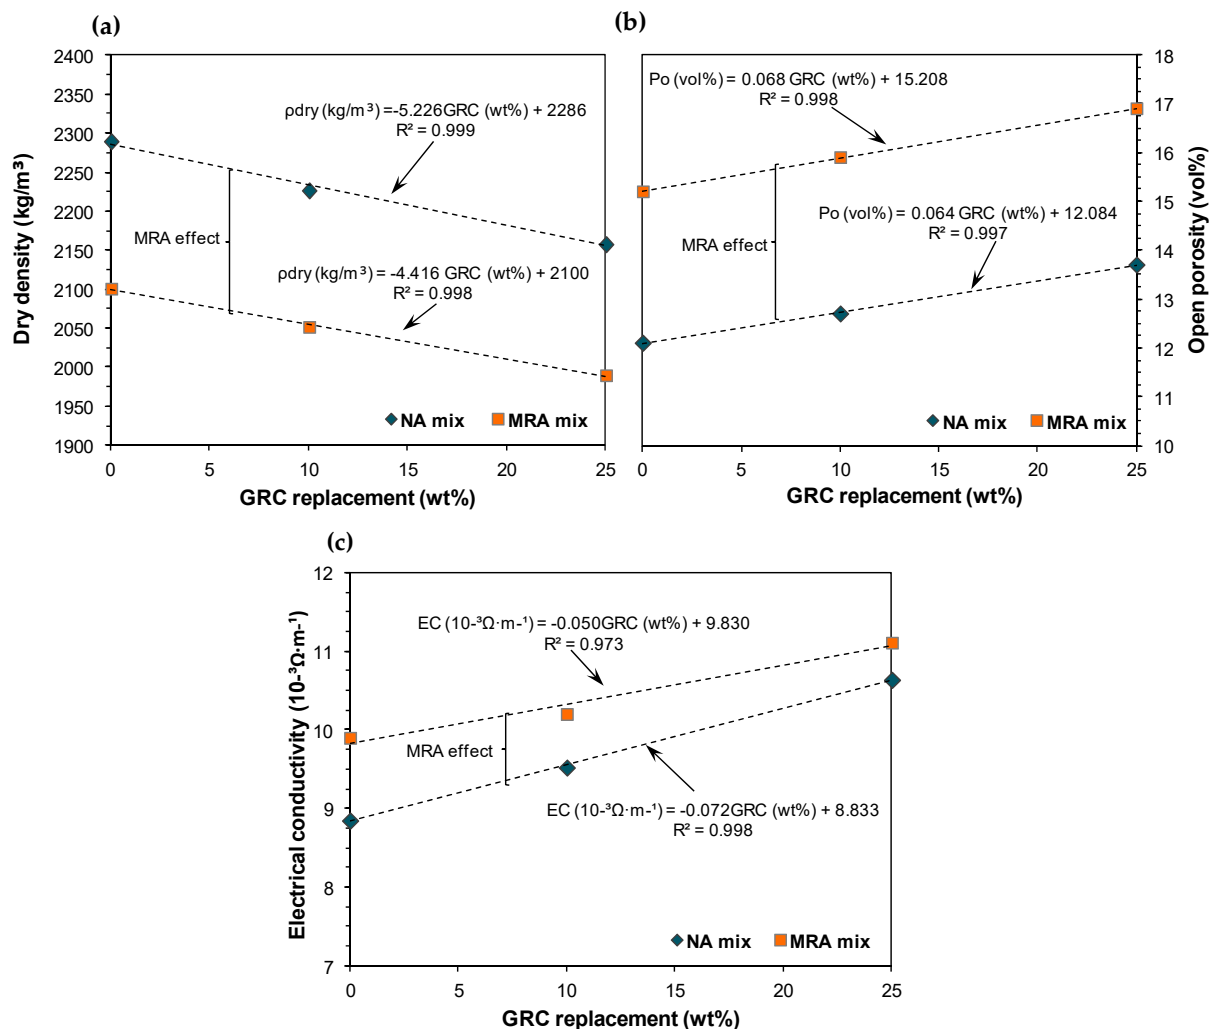 (a)
2400
2350
2300
2250
2200
2150
2100
2050
2000
1950
1900
Dry density (kg/m³)
ρdry (kg/m³) =-5.226GRC (wt%) + 2286
R² = 0.999
MRA effect
ρdry (kg/m³) = -4.416 GRC (wt%) + 2100
R² = 0.998
NA mix MRA mix
0 5 10 15 20 25
GRC replacement (wt%)
(b)
18
17
16
15
14
13
12
11
10
Open porosity (vol%)
Po (vol%) = 0.068 GRC (wt%) + 15.208
R² = 0.998
Po (vol%) = 0.064 GRC (wt%) + 12.084
R² = 0.997
MRA effect
NA mix MRA mix
0 5 10 15 20 25
GRC replacement (wt%)
(c)
12
11
10
9
8
7
Electrical conductivity (10-³Ω·m-¹)
EC (10-³Ω·m-¹) = -0.050GRC (wt%) + 9.830
R² = 0.973
MRA effect
EC (10-³Ω·m-¹) = -0.072GRC (wt%) + 8.833
R² = 0.998
NA mix MRA mix
0 5 10 15 20 25
GRC replacement (wt%)